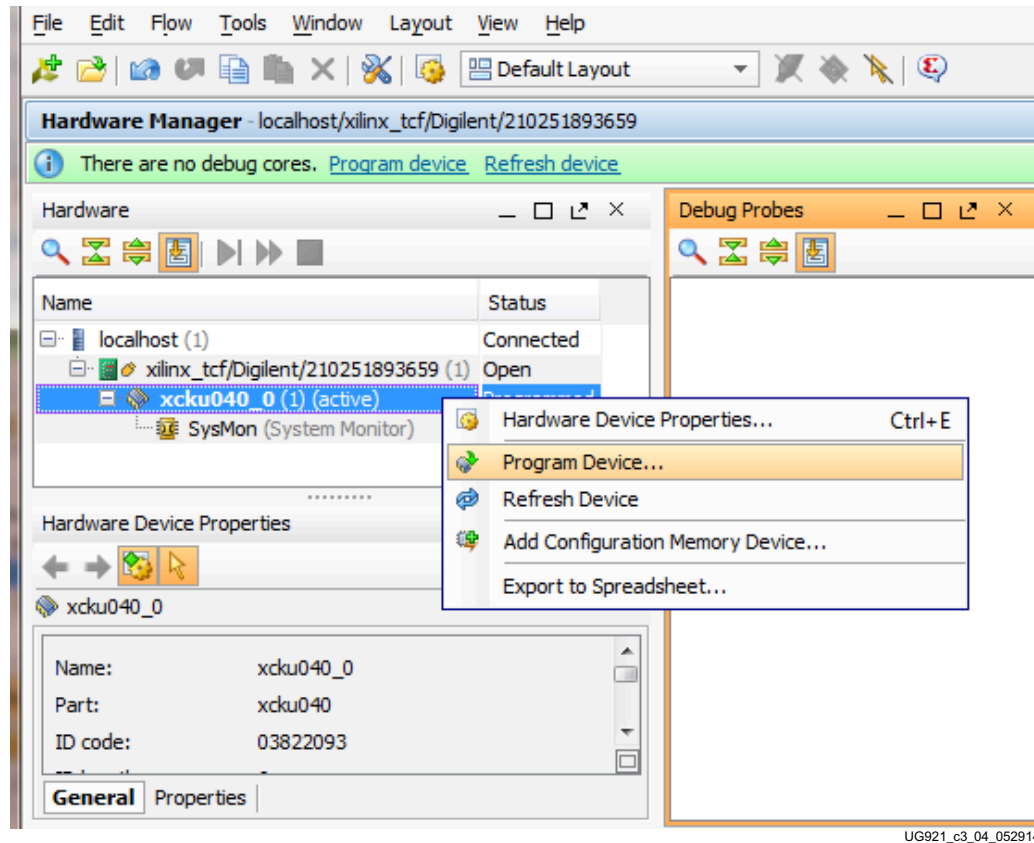 File Edit Flow Tools Window Layout View Help
Default Layout
Hardware Manager - localhost/xilinx_tcf/Digilent/210251893659
There are no debug cores. Program device Refresh device
Hardware
Debug Probes
Name Status
localhost (1) Connected
xilinx_tcf/Digilent/210251893659 (1) Open
xcku040_0 (1) (active)
SysMon (System Monitor)
Hardware Device Properties... Ctrl+E
Program Device...
Refresh Device
Add Configuration Memory Device...
Export to Spreadsheet...
Hardware Device Properties
xcku040_0
Name: xcku040_0
Part: xcku040
ID code: 03822093
General Properties
UG921_c3_04_052914